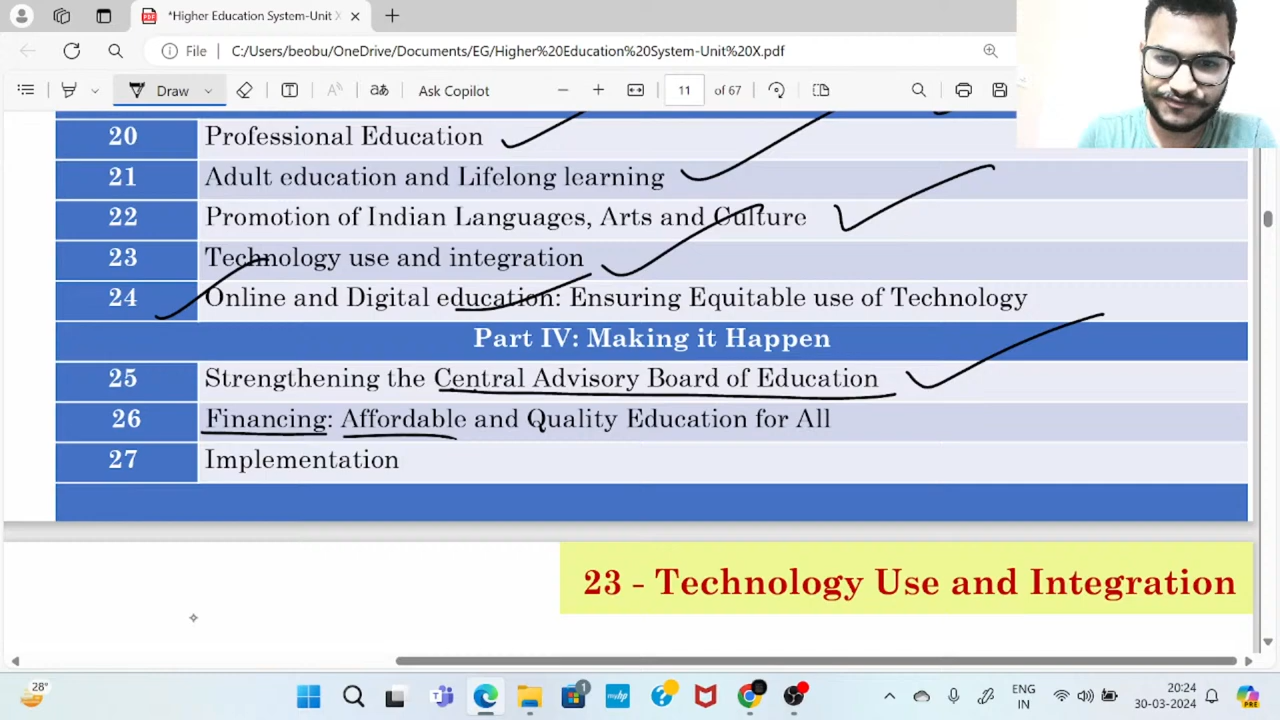 *Higher Education System-Unit X
File C:/Users/beobu/OneDrive/Documents/EG/Higher%20Education%20System-Unit%20X.pdf
Draw aあ Ask Copilot 11 of 67
20 Professional Education
21 Adult education and Lifelong learning
22 Promotion of Indian Languages, Arts and Culture
23 Technology use and integration
24 Online and Digital education: Ensuring Equitable use of Technology
Part IV: Making it Happen
25 Strengthening the Central Advisory Board of Education
26 Financing: Affordable and Quality Education for All
27 Implementation
23 - Technology Use and Integration
28°
ENG
IN
20:24
30-03-2024